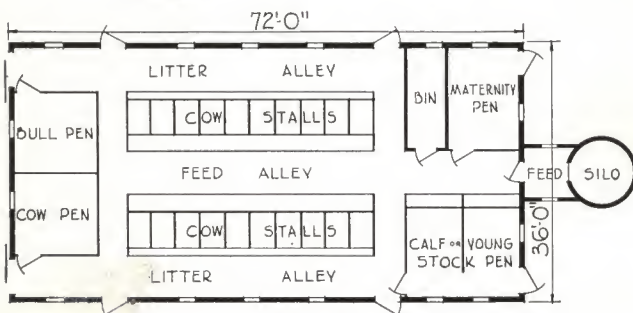 72'-0"
LITTER ALLEY
COW STALLS
BIN
MATERNITY
PEN
BULL PEN
FEED ALLEY
FEED
SILO
COW PEN
COW STALLS
CALF OR YOUNG
STOCK PEN
LITTER ALLEY
36'-0"